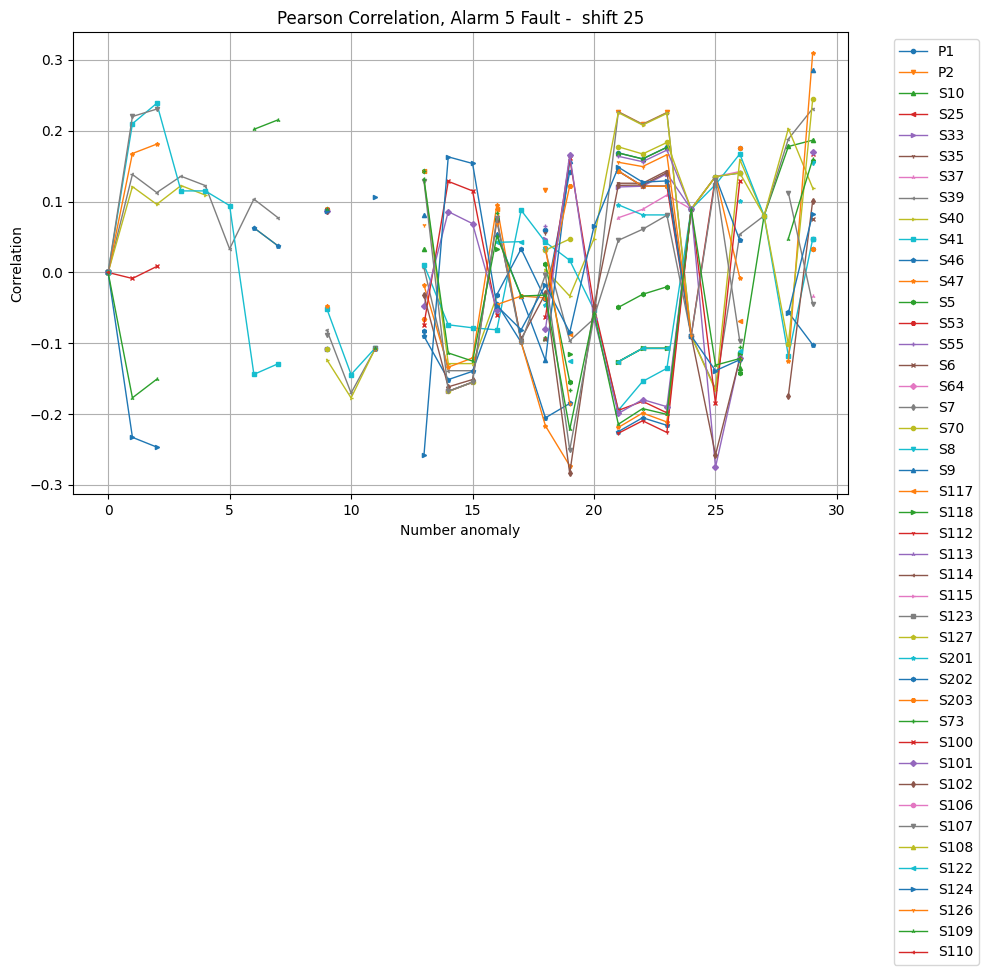 Pearson Correlation, Alarm 5 Fault -  shift 25
Correlation
0.3
0.2
0.1
0.0
−0.1
−0.2
−0.3
0
5
10
15
20
25
30
Number anomaly
P1
P2
S10
S25
S33
S35
S37
S39
S40
S41
S46
S47
S5
S53
S55
S6
S64
S7
S70
S8
S9
S117
S118
S112
S113
S114
S115
S123
S127
S201
S202
S203
S73
S100
S101
S102
S106
S107
S108
S122
S124
S126
S109
S110